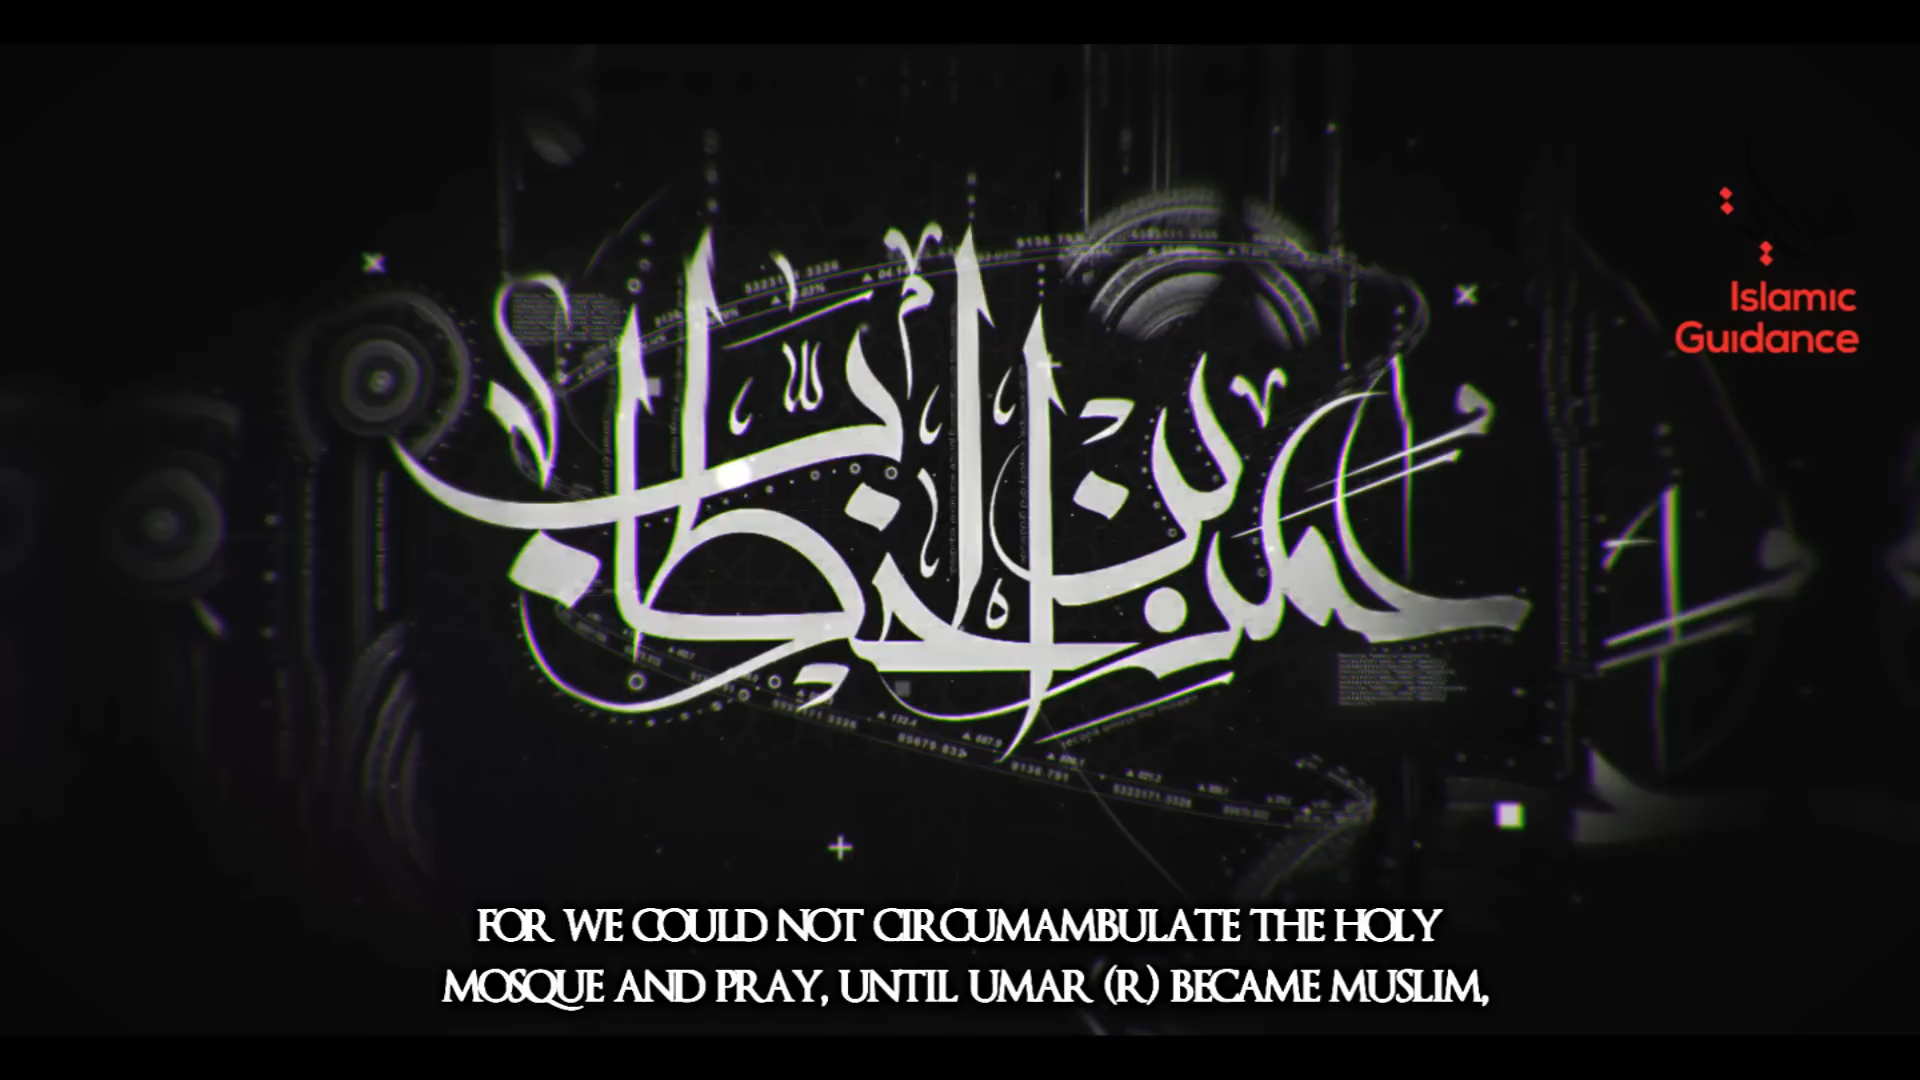 عمر بن الخطاب
Islamic
Guidance
FOR WE COULD NOT CIRCUMAMBULATE THE HOLY
MOSQUE AND PRAY, UNTIL UMAR (R) BECAME MUSLIM,